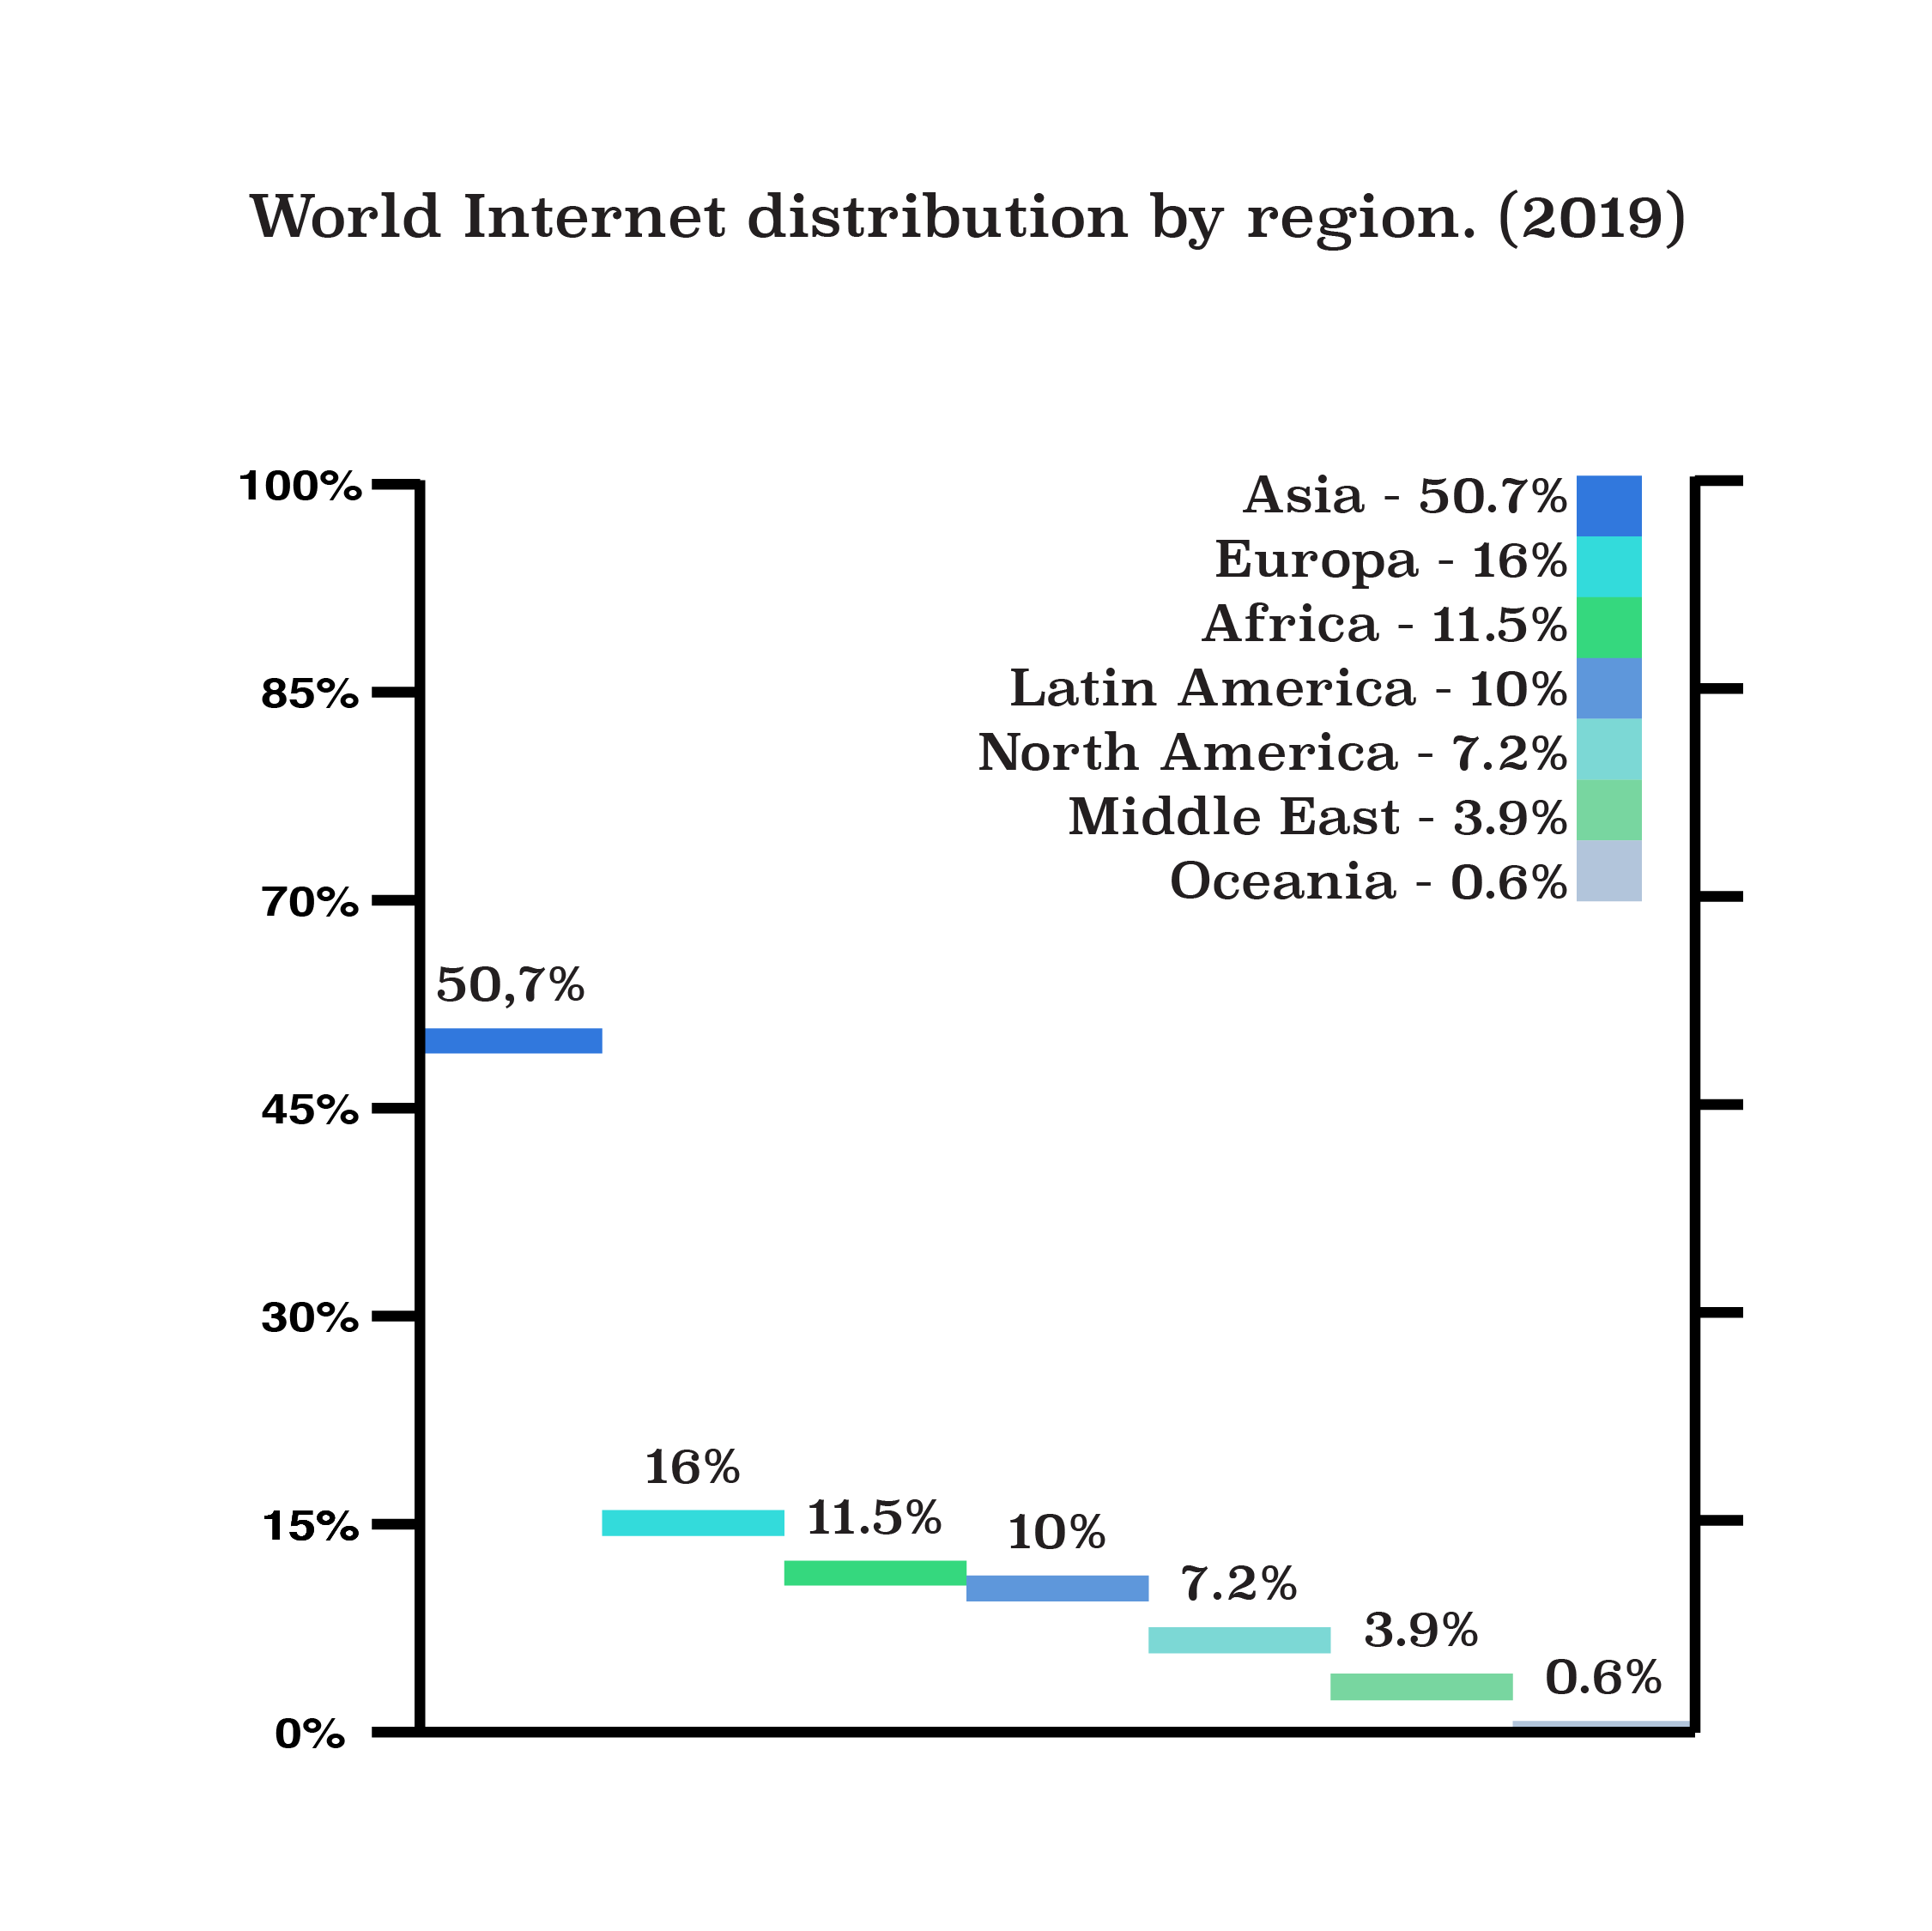 World Internet distribution by region. (2019)
100%
85%
70%
45%
30%
15%
0%
Asia - 50.7%
Europa - 16%
Africa - 11.5%
Latin America - 10%
North America - 7.2%
Middle East - 3.9%
Oceania - 0.6%
50,7%
16%
11.5%
10%
7.2%
3.9%
0.6%